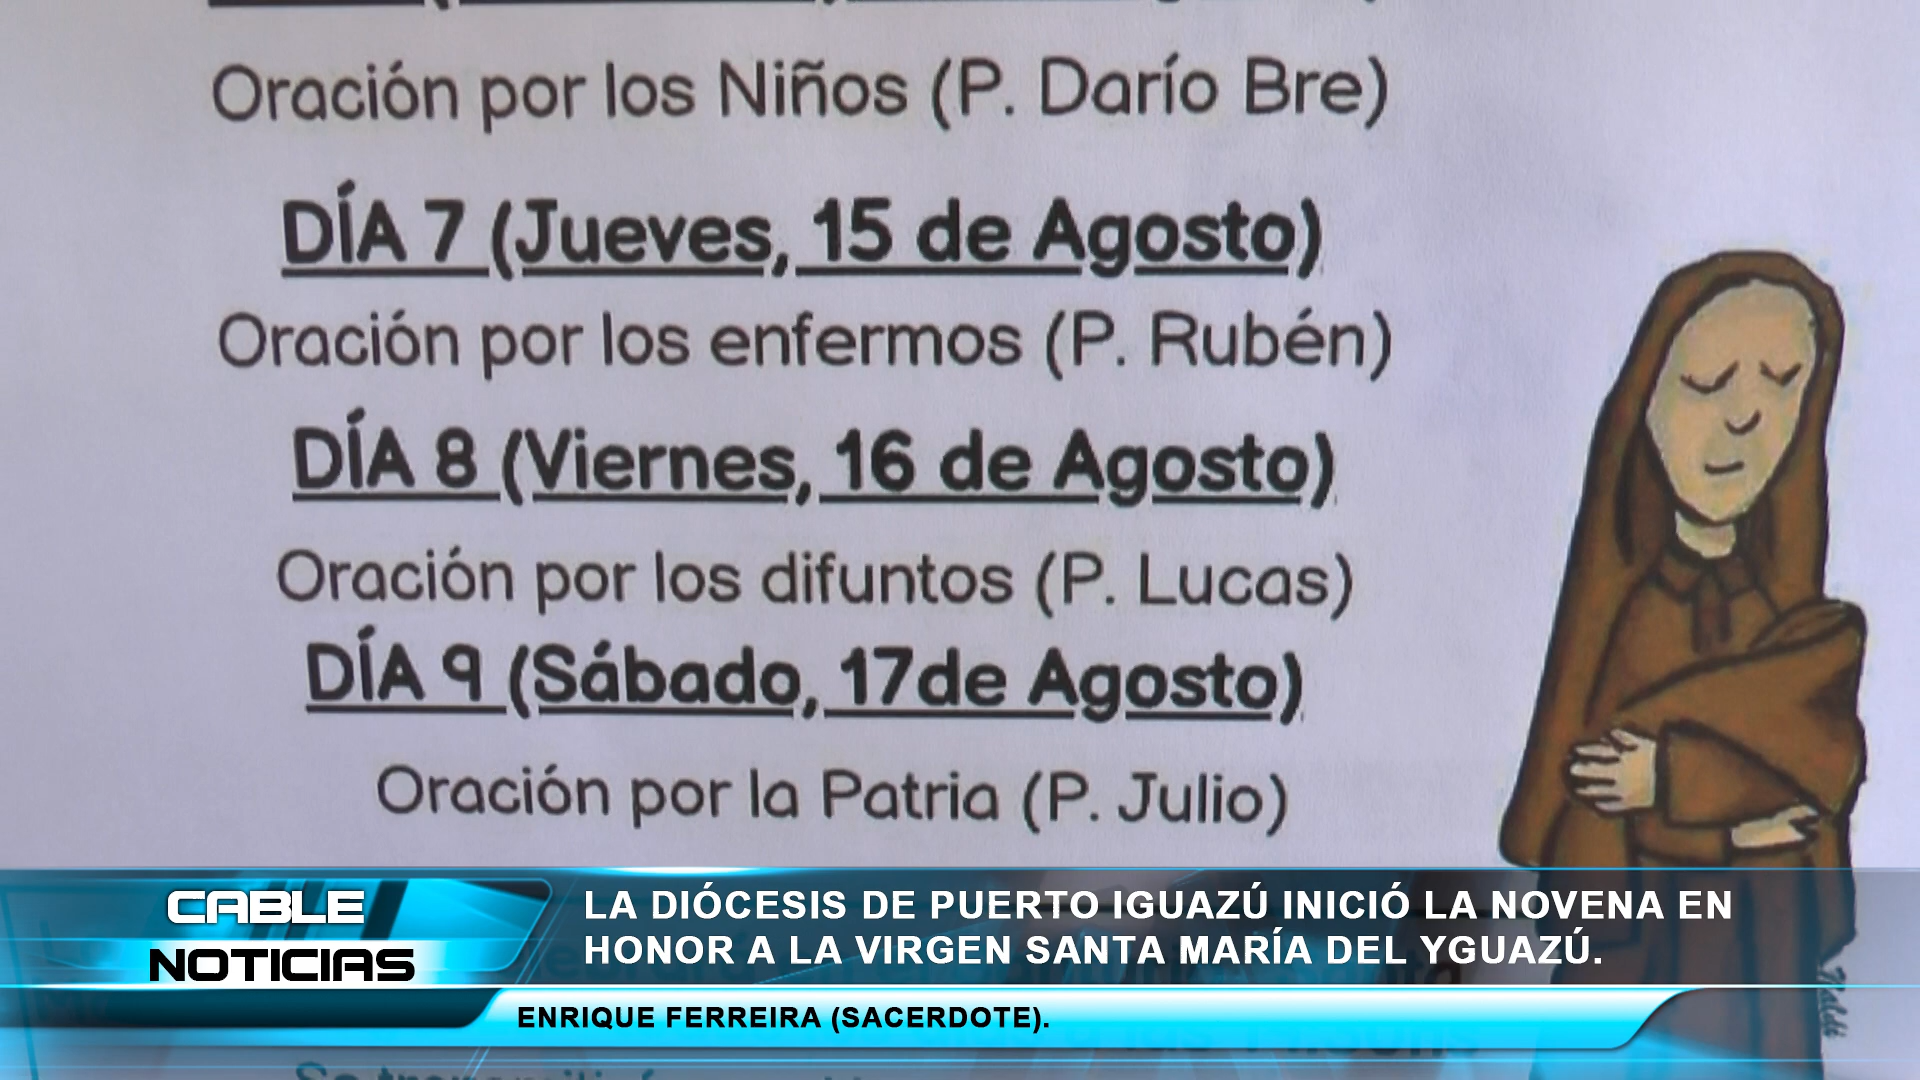 Oración por los Niños (P. Darío Bre)
DÍA 7 (Jueves, 15 de Agosto)
Oración por los enfermos (P. Rubén)
DÍA 8 (Viernes, 16 de Agosto)
Oración por los difuntos (P. Lucas)
DÍA 9 (Sábado, 17de Agosto)
Oración por la Patria (P. Julio)
CABLE
NOTICIAS
LA DIÓCESIS DE PUERTO IGUAZÚ INICIÓ LA NOVENA EN
HONOR A LA VIRGEN SANTA MARÍA DEL YGUAZÚ.
ENRIQUE FERREIRA (SACERDOTE).